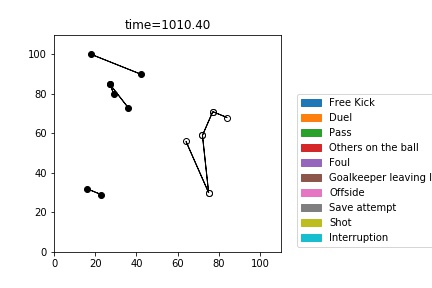 time=1010.40
100
80
60
40
20
0
0 20 40 60 80 100
Free Kick
Duel
Pass
Others on the ball
Foul
Goalkeeper leaving l
Offside
Save attempt
Shot
Interruption